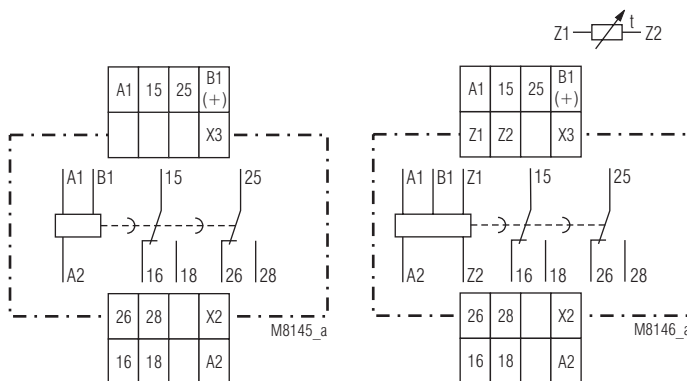 Z1 t Z2
A1 15 25 B1 (+)
X3
A1 B1 15 25
A2 16 18 26 28
26 28 X2
16 18 A2
M8145_a
A1 15 25 B1 (+)
Z1 Z2 X3
A1 B1 Z1 15 25
A2 Z2 16 18 26 28
26 28 X2
16 18 A2
M8146_a